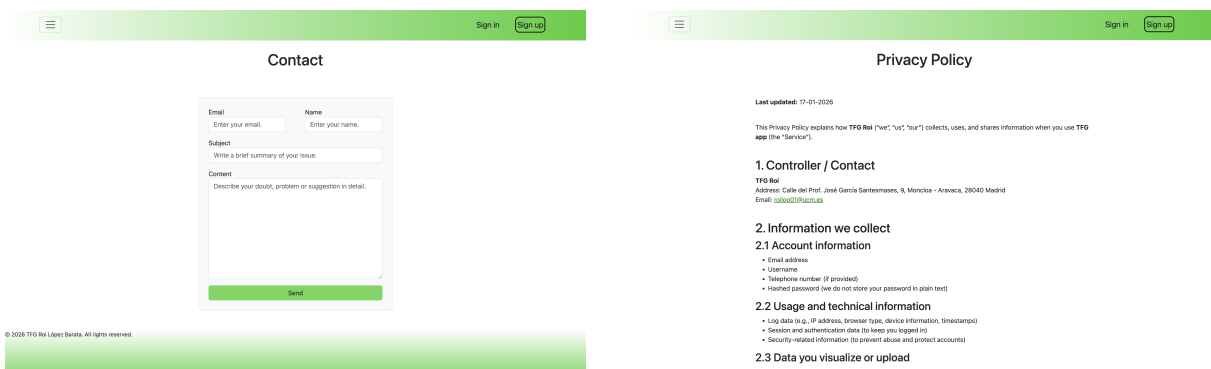 Sign in
Sign up
Contact
Email
Name
Enter your email.
Enter your name.
Subject
Write a brief summary of your issue.
Content
Describe your doubt, problem or suggestion in detail.
Send
© 2026 TFG Roi López Barata. All rights reserved.
Sign in
Sign up
Privacy Policy
Last updated: 17-01-2026
This Privacy Policy explains how TFG Roi ("we", "us", "our") collects, uses, and shares information when you use TFG
app (the "Service").
1. Controller / Contact
TFG Roi
Address: Calle del Prof. José García Santesmases, 9, Moncloa - Aravaca, 28040 Madrid
Email: roilop01@ucm.es
2. Information we collect
2.1 Account information
• Email address
• Username
• Telephone number (if provided)
• Hashed password (we do not store your password in plain text)
2.2 Usage and technical information
• Log data (e.g., IP address, browser type, device information, timestamps)
• Session and authentication data (to keep you logged in)
• Security-related information (to prevent abuse and protect accounts)
2.3 Data you visualize or upload